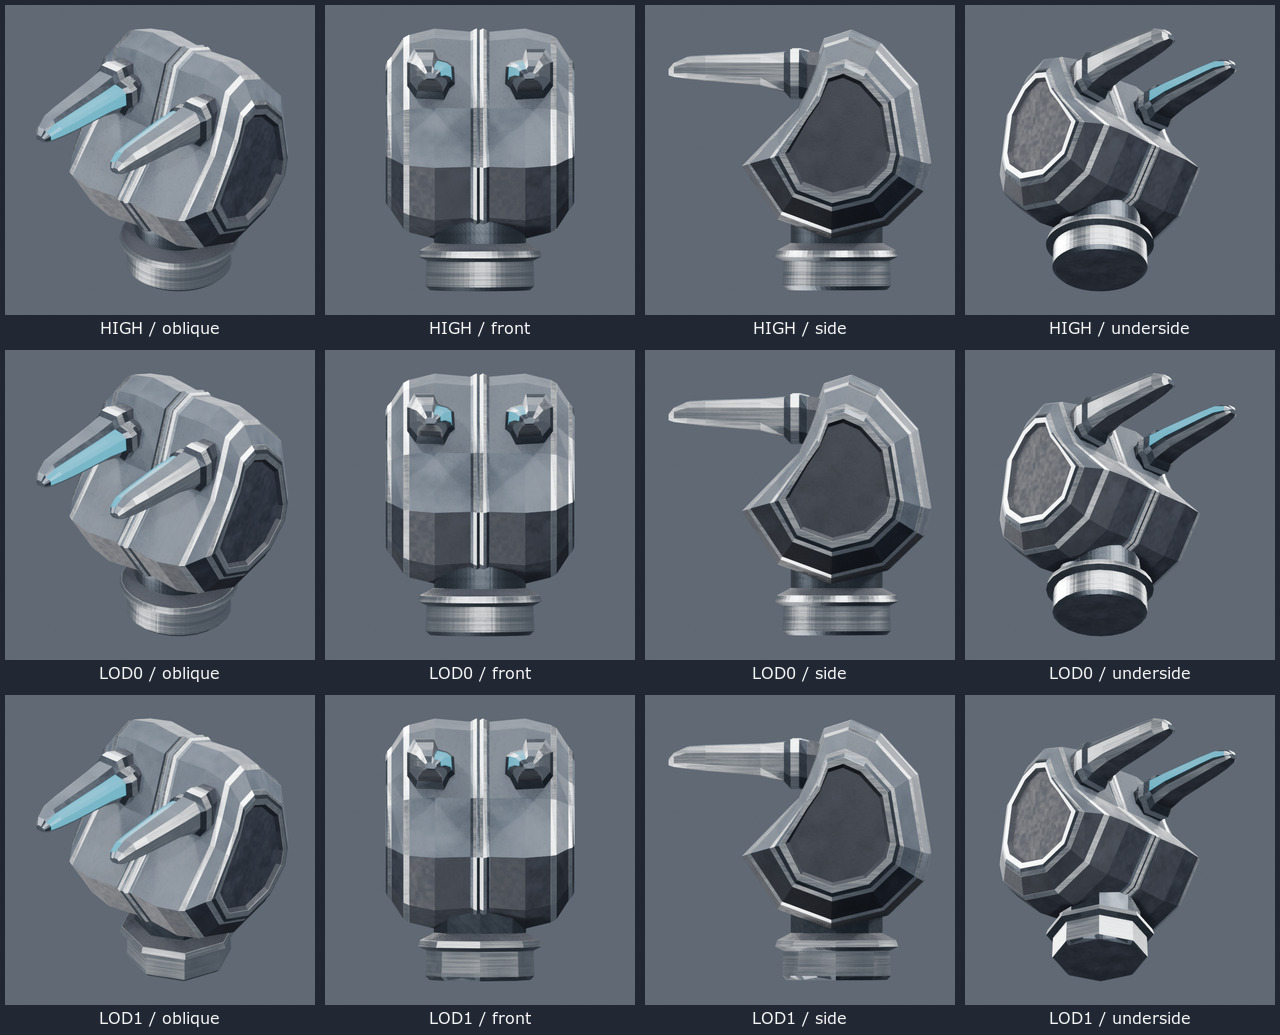 HIGH / oblique
HIGH / front
HIGH / side
HIGH / underside
LOD0 / oblique
LOD0 / front
LOD0 / side
LOD0 / underside
LOD1 / oblique
LOD1 / front
LOD1 / side
LOD1 / underside